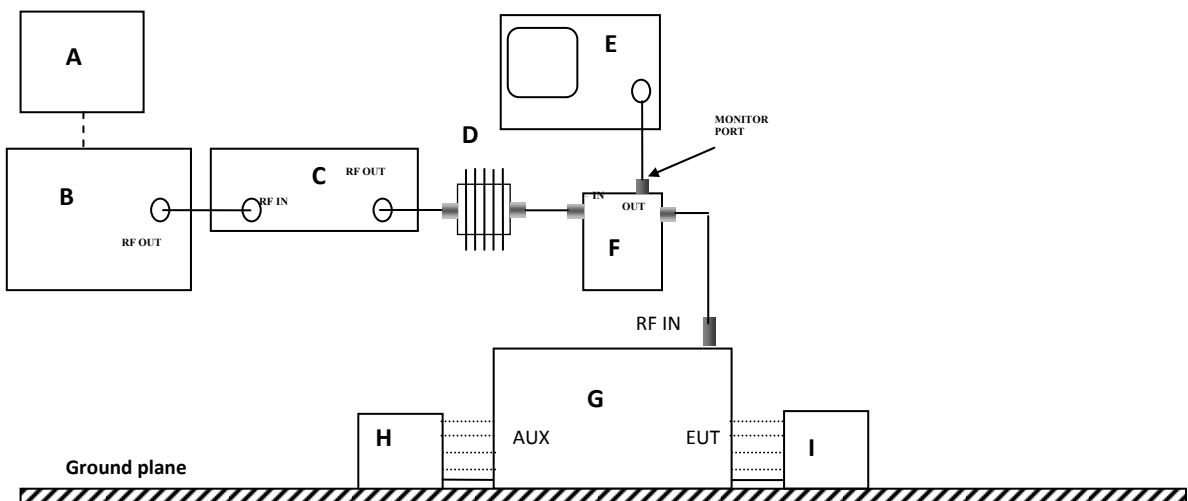 A
E
D
MONITOR
PORT
B
C
RF OUT
RF IN
IN
OUT
RF OUT
F
RF IN
G
H
AUX
EUT
I
Ground plane